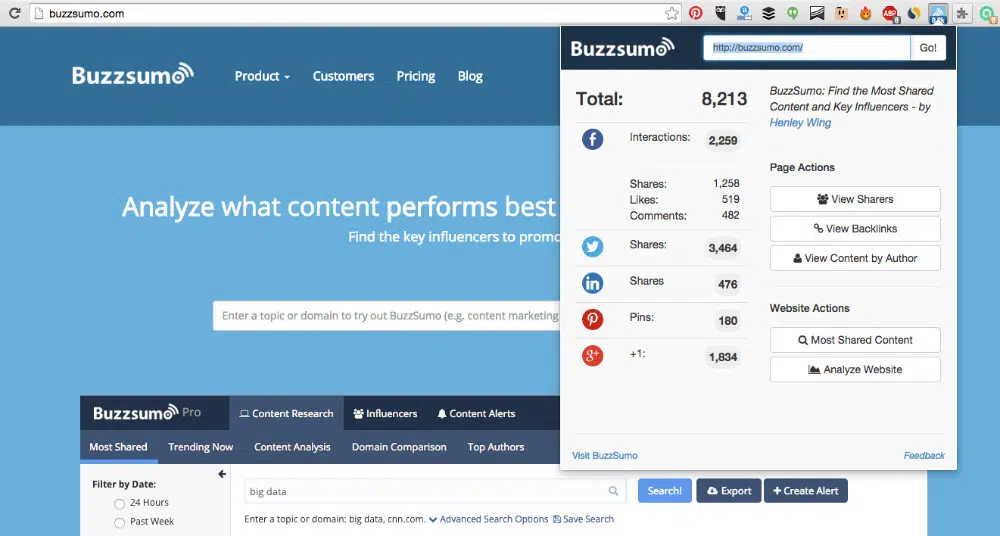 buzzsumo.com
Buzzsumo
Product
Customers
Pricing
Blog
Analyze what content performs best
Find the key influencers to promo
Enter a topic or domain to try out BuzzSumo (e.g. content marketing
Buzzsumo
http://buzzsumo.com/
Go!
Total: 8,213
Interactions: 2,259
Shares: 1,258
Likes: 519
Comments: 482
Shares: 3,464
Shares 476
Pins: 180
+1: 1,834
BuzzSumo: Find the Most Shared
Content and Key Influencers - by
Henley Wing
Page Actions
View Sharers
View Backlinks
View Content by Author
Website Actions
Most Shared Content
Analyze Website
Visit BuzzSumo
Feedback
Buzzsumo Pro
Content Research
Influencers
Content Alerts
Most Shared
Trending Now
Content Analysis
Domain Comparison
Top Authors
Filter by Date:
24 Hours
Past Week
big data
Search!
Export
+ Create Alert
Enter a topic or domain: big data, cnn.com. Advanced Search Options Save Search